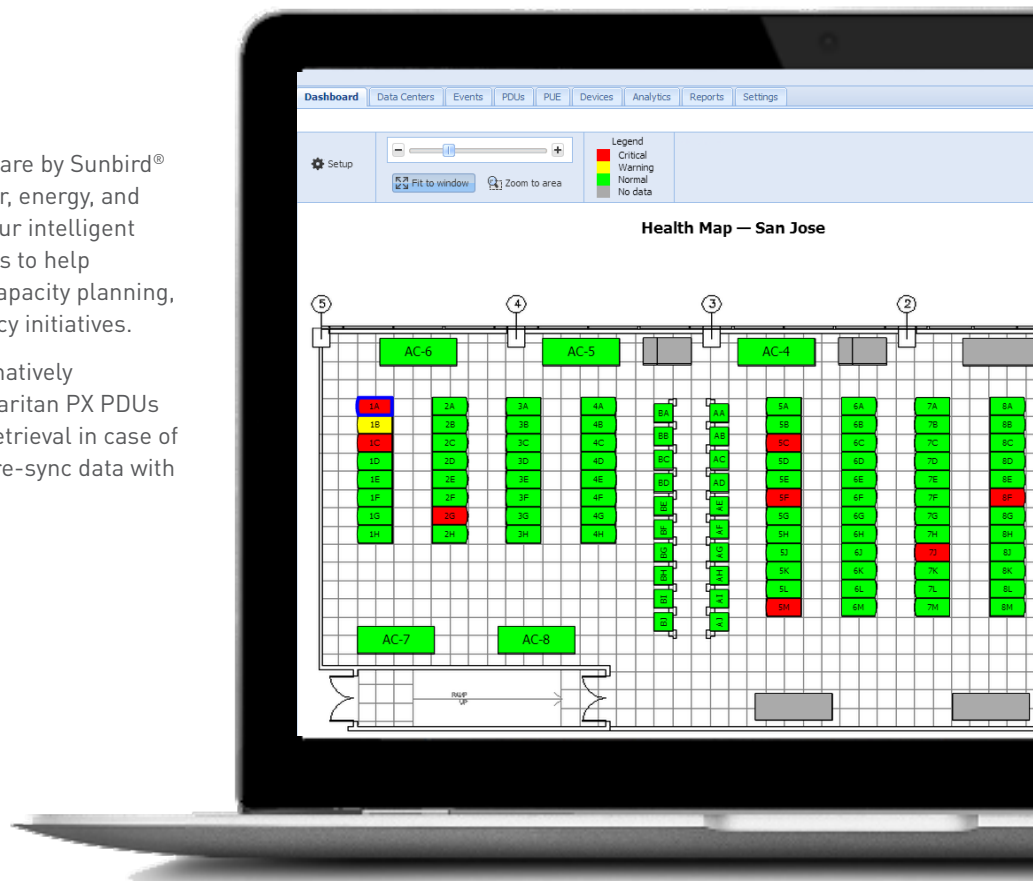 are by Sunbird®
r, energy, and
ur intelligent
s to help
apacity planning,
cy initiatives.
natively
aritan PX PDUs
etrieval in case of
re-sync data with
Dashboard Data Centers Events PDUs PUE Devices Analytics Reports Settings
Setup
Fit to window Zoom to area
Legend
Critical
Warning
Normal
No data
Health Map — San Jose
5 4 3 2
AC-6 AC-5 AC-4
1A 2A 3A 4A BA AA 5A 6A 7A 8A
1B 2B 3B 4B BB AB 5B 6B 7B 8B
1C 2C 3C 4C BC AC 5C 6C 7C 8C
1D 2D 3D 4D BD AD 5D 6D 7D 8D
1E 2E 3E 4E BE AE 5E 6E 7E 8E
1F 2F 3F 4F BF AF 5F 6F 7F 8F
1G 2G 3G 4G BG AG 5G 6G 7G 8G
1H 2H 3H 4H BH AH 5H 6H 7H 8H
BI AI 5J 6J 7J 8J
BJ AJ 5K 6K 7K 8K
5L 6L 7L 8L
5M 6M 7M 8M
AC-7 AC-8
RAMP
UP